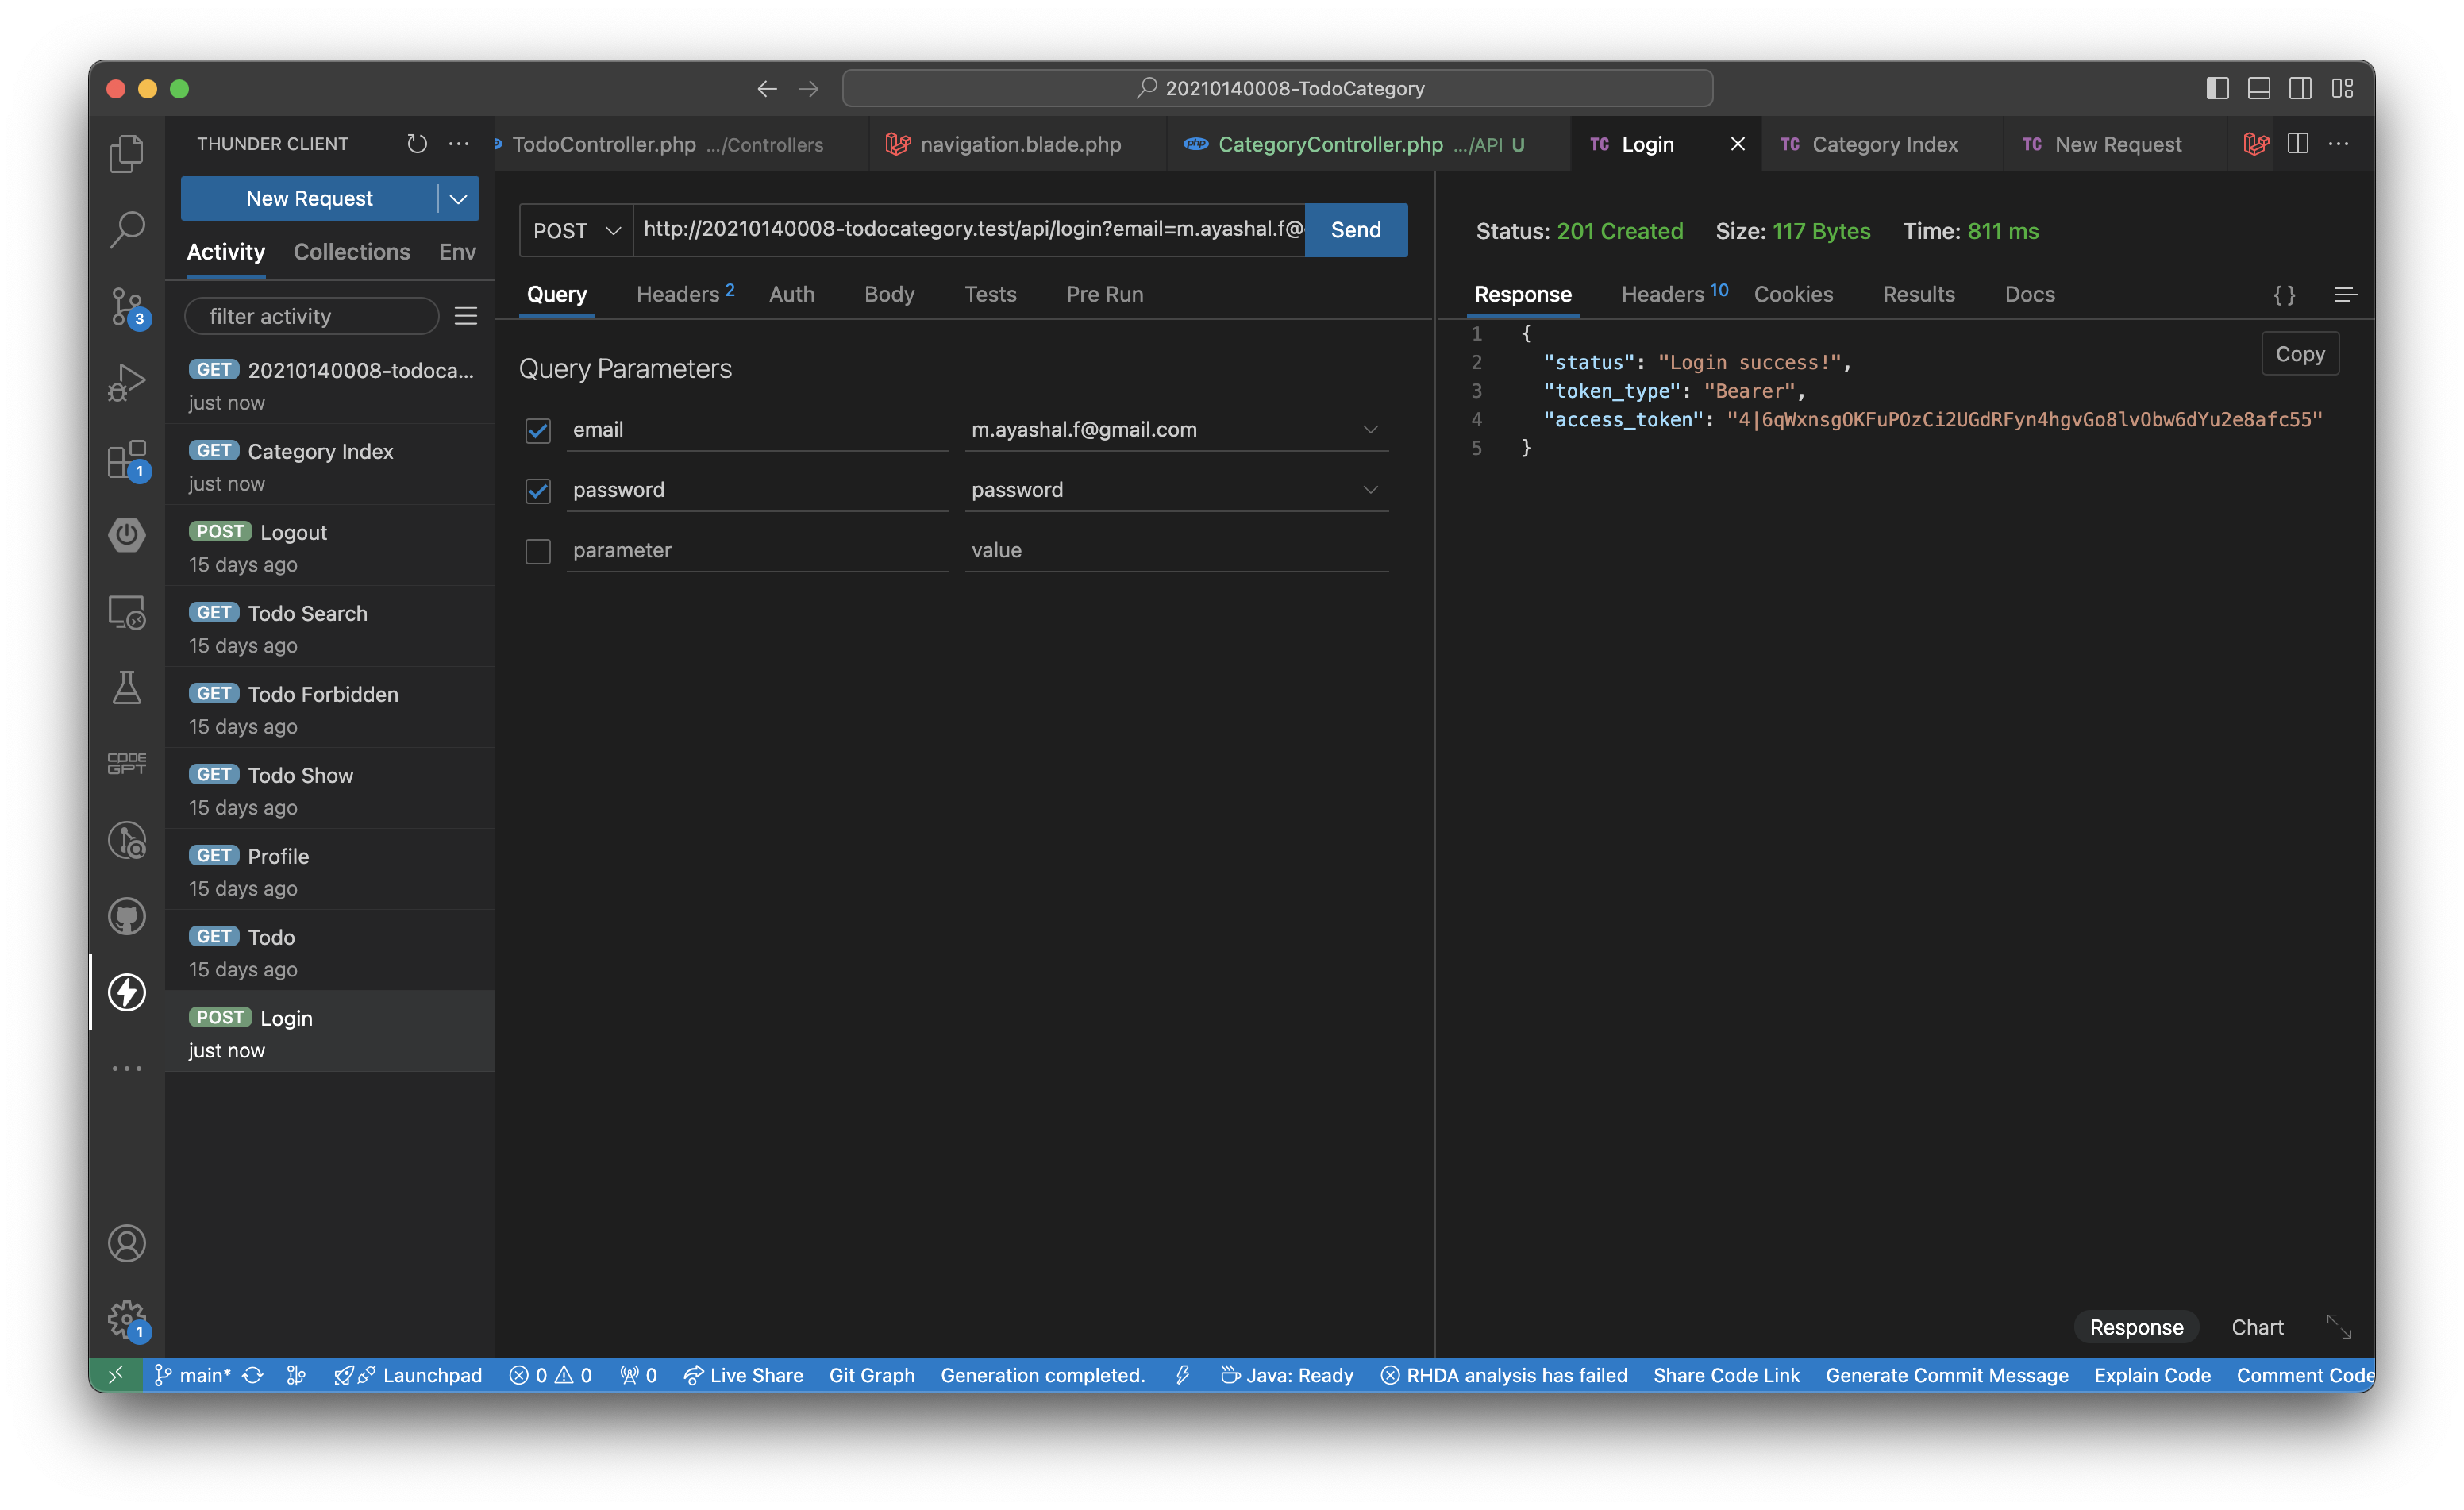 20210140008-TodoCategory
THUNDER CLIENT
TodoController.php .../Controllers
navigation.blade.php
php CategoryController.php .../API U
TC Login
TC Category Index
TC New Request
New Request
Activity Collections Env
filter activity
GET 20210140008-todoca...
just now
GET Category Index
just now
POST Logout
15 days ago
GET Todo Search
15 days ago
GET Todo Forbidden
15 days ago
GET Todo Show
15 days ago
GET Profile
15 days ago
GET Todo
15 days ago
POST Login
just now
3
1
CODE
GPT
1
POST http://20210140008-todocategory.test/api/login?email=m.ayashal.f@ Send
Query Headers 2 Auth Body Tests Pre Run
Query Parameters
email m.ayashal.f@gmail.com
password password
parameter value
Status: 201 Created Size: 117 Bytes Time: 811 ms
Response Headers 10 Cookies Results Docs { }
Copy
1 {
2 "status": "Login success!",
3 "token_type": "Bearer",
4 "access_token": "4|6qWxnsgOKFuPOzCi2UGdRFyn4hgvGo8lvObw6dYu2e8afc55"
5 }
Response Chart
main* Launchpad 0 0 0 Live Share Git Graph Generation completed. Java: Ready RHDA analysis has failed Share Code Link Generate Commit Message Explain Code Comment Code